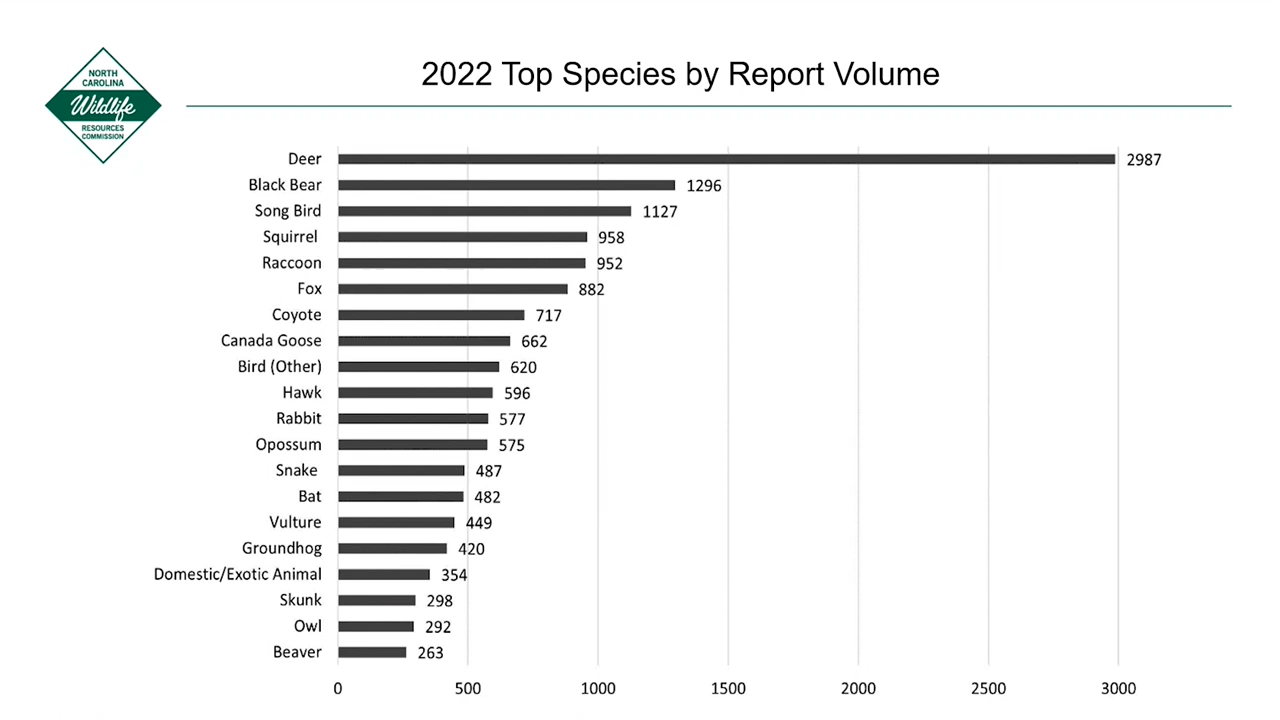 NORTH
CAROLINA
Wildlife
RESOURCES
COMMISSION
2022 Top Species by Report Volume
Deer 2987
Black Bear 1296
Song Bird 1127
Squirrel 958
Raccoon 952
Fox 882
Coyote 717
Canada Goose 662
Bird (Other) 620
Hawk 596
Rabbit 577
Opossum 575
Snake 487
Bat 482
Vulture 449
Groundhog 420
Domestic/Exotic Animal 354
Skunk 298
Owl 292
Beaver 263
0 500 1000 1500 2000 2500 3000